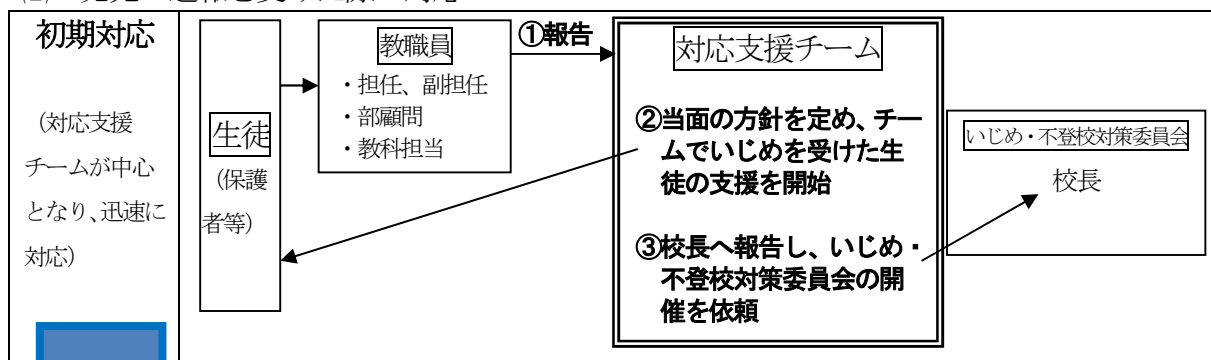 初期対応
(対応支援
チームが中心
となり、迅速に
対応)
生徒
(保護
者等)
教職員
・担任、副担任
・部顧問
・教科担当
①報告
対応支援チーム
②当面の方針を定め、チー
ムでいじめを受けた生
徒の支援を開始
③校長へ報告し、いじめ・
不登校対策委員会の開
催を依頼
いじめ・不登校対策委員会
校長